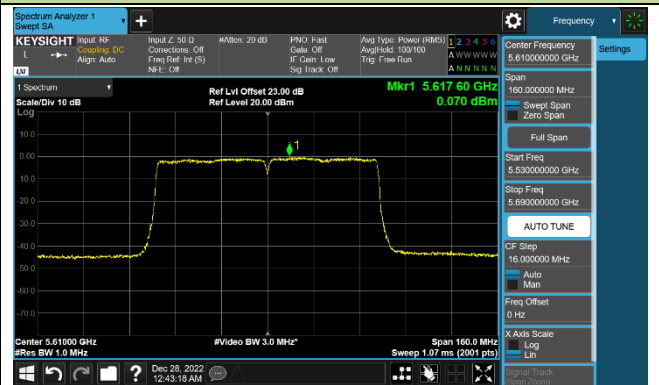 Spectrum Analyzer 1
Swept SA
+
Frequency
KEYSIGHT
L
LXI
Input: RF
Coupling: DC
Align: Auto
Input Z: 50 Ω
Corrections: Off
Freq Ref: Int (S)
NFE: Off
#Atten: 20 dB
PNO: Fast
Gate: Off
IF Gain: Low
Sig Track: Off
Avg Type: Power (RMS)
Avg|Hold: 100/100
Trig: Free Run
1 2 3 4 5 6
A W W W W W
A N N N N N
Center Frequency
5.610000000 GHz
Settings
Span
160.000000 MHz
Swept Span
Zero Span
Full Span
Start Freq
5.530000000 GHz
Stop Freq
5.690000000 GHz
AUTO TUNE
CF Step
16.000000 MHz
Auto
Man
Freq Offset
0 Hz
X Axis Scale
Log
Lin
Signal Track
(Span Zoom)
1 Spectrum
Scale/Div 10 dB
Log
Ref Lvl Offset 23.00 dB
Ref Level 20.00 dBm
Mkr1 5.617 60 GHz
0.070 dBm
1
10.0
0.00
-10.0
-20.0
-30.0
-40.0
-50.0
-60.0
-70.0
Center 5.61000 GHz
#Res BW 1.0 MHz
#Video BW 3.0 MHz*
Span 160.0 MHz
Sweep 1.07 ms (2001 pts)
?
Dec 28, 2022
12:43:18 AM